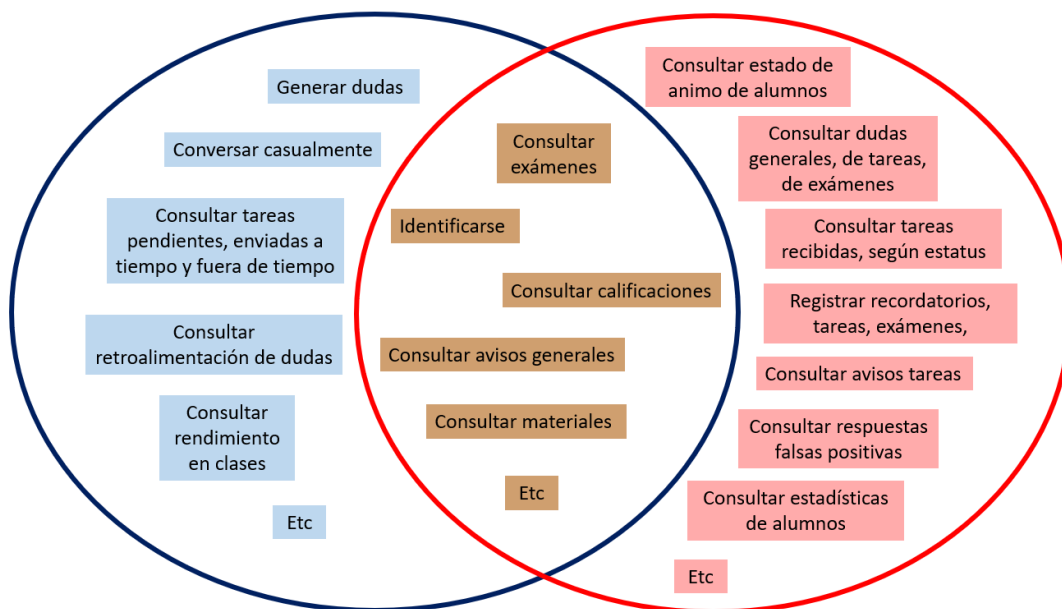 Generar dudas
Conversar casualmente
Consultar tareas
pendientes, enviadas a
tiempo y fuera de tiempo
Consultar
retroalimentación de dudas
Consultar
rendimiento
en clases
Etc
Consultar
exámenes
Identificarse
Consultar calificaciones
Consultar avisos generales
Consultar materiales
Etc
Consultar estado de
animo de alumnos
Consultar dudas
generales, de tareas,
de exámenes
Consultar tareas
recibidas, según estatus
Registrar recordatorios,
tareas, exámenes,
Consultar avisos tareas
Consultar respuestas
falsas positivas
Consultar estadísticas
de alumnos
Etc